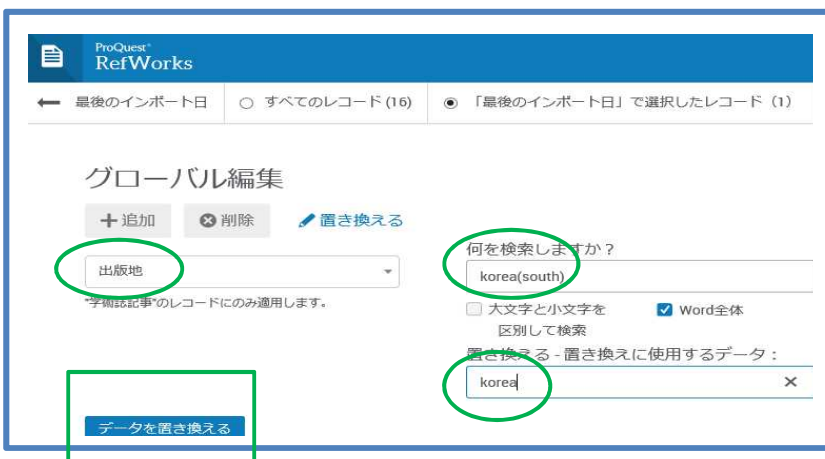 ProQuest®
RefWorks
最後のインポート日 すべてのレコード (16) 「最後のインポート日」で選択したレコード (1)
グローバル編集
追加 削除 置き換える
出版地
"学術誌記事"のレコードにのみ適用します。
何を検索しますか？
korea(south)
大文字と小文字を
区別して検索
Word全体
置き換える - 置き換えに使用するデータ：
korea
データを置き換える